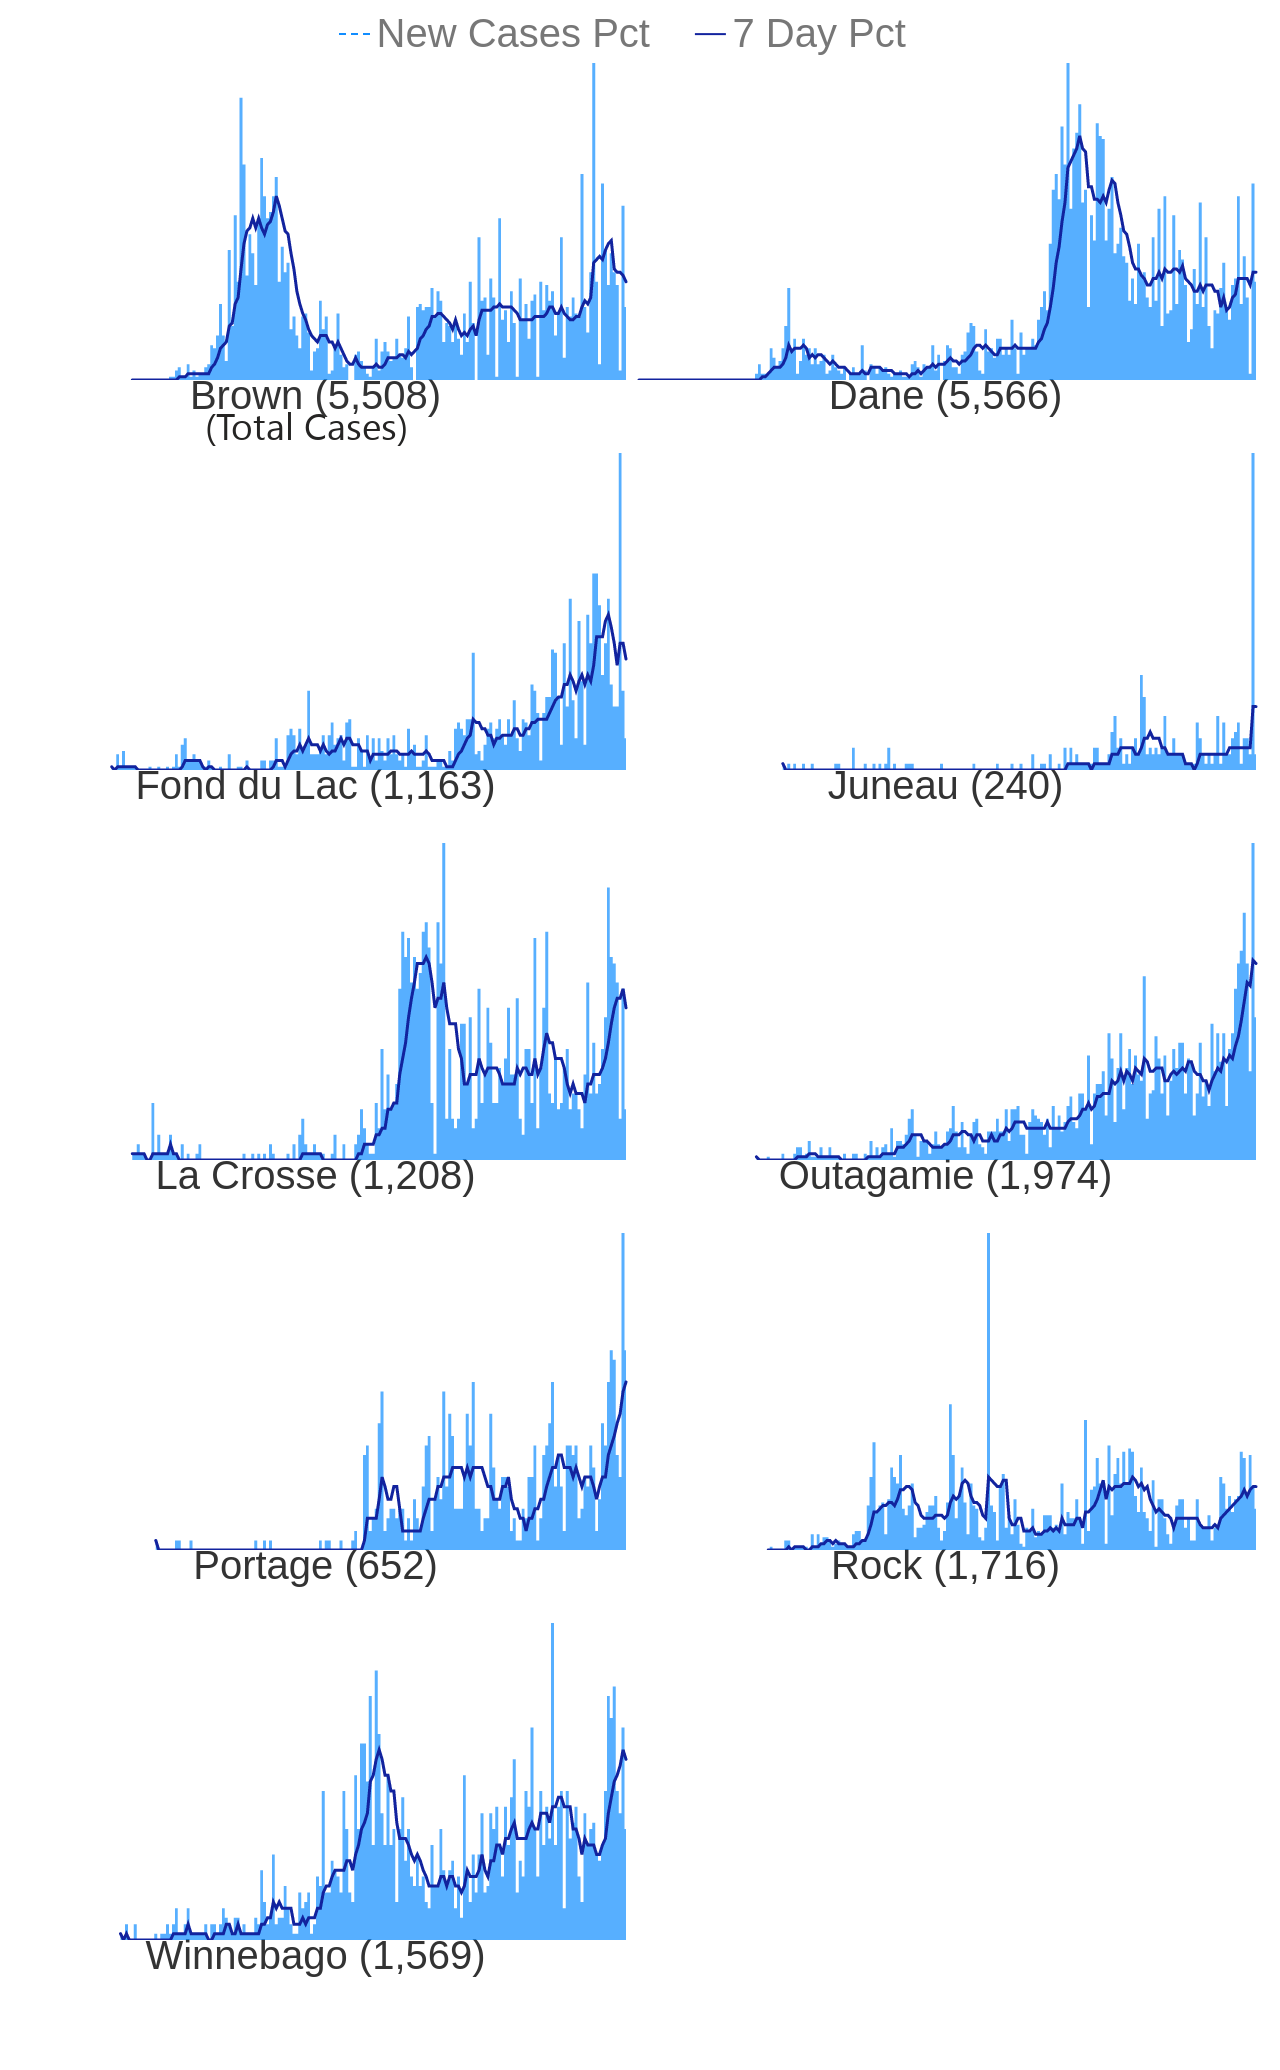 New Cases Pct 7 Day Pct
Brown (5,508) Dane (5,566)
(Total Cases)
Fond du Lac (1,163) Juneau (240)
La Crosse (1,208) Outagamie (1,974)
Portage (652) Rock (1,716)
Winnebago (1,569)